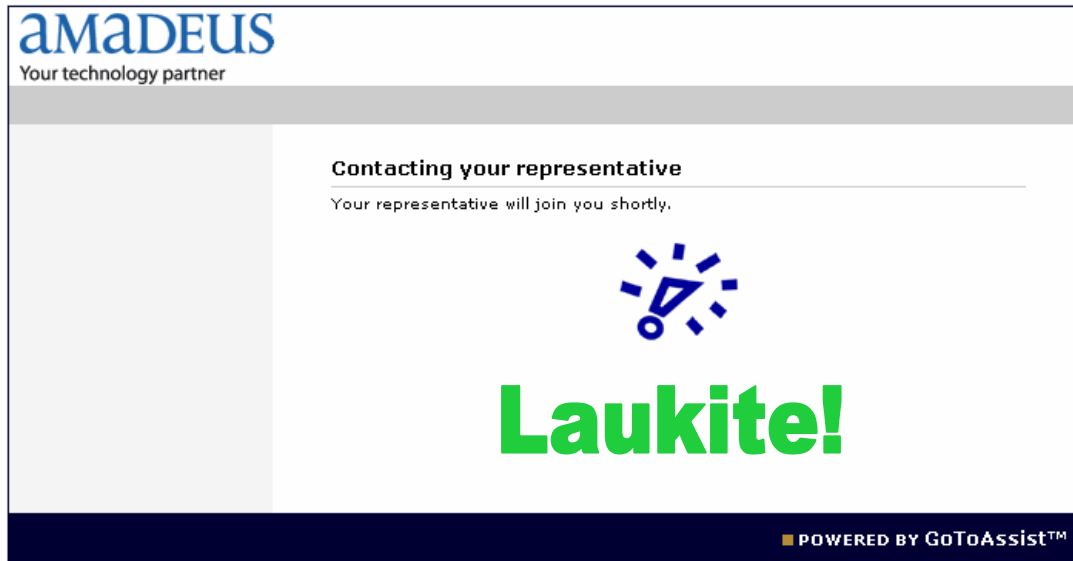 aMaDEUS
Your technology partner
Contacting your representative
Your representative will join you shortly.
Laukite!
POWERED BY GoToAssist™